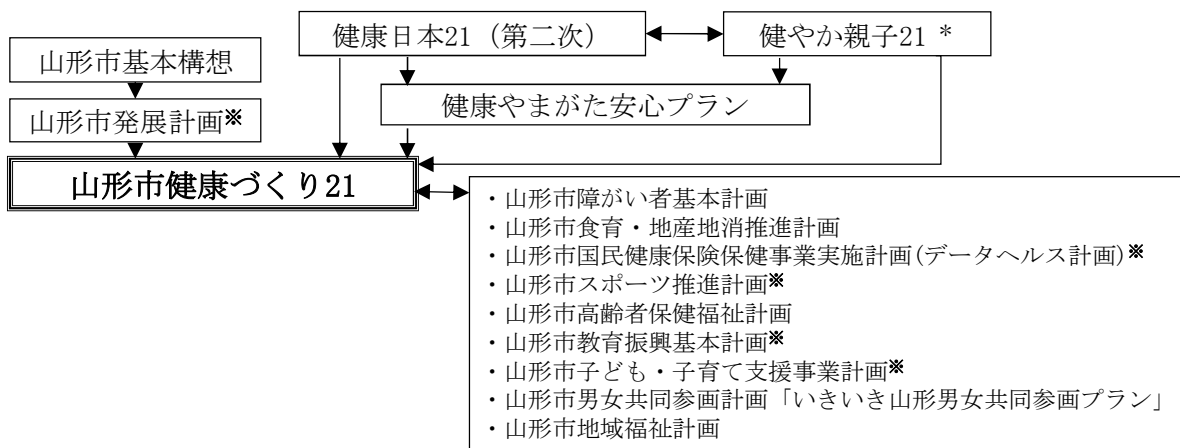 健康日本21（第二次）
健やか親子21 *
山形市基本構想
健康やまがた安心プラン
山形市発展計画※
山形市健康づくり21
・山形市障がい者基本計画
・山形市食育・地産地消推進計画
・山形市国民健康保険保健事業実施計画(データヘルス計画)※
・山形市スポーツ推進計画※
・山形市高齢者保健福祉計画
・山形市教育振興基本計画※
・山形市子ども・子育て支援事業計画※
・山形市男女共同参画計画「いきいき山形男女共同参画プラン」
・山形市地域福祉計画